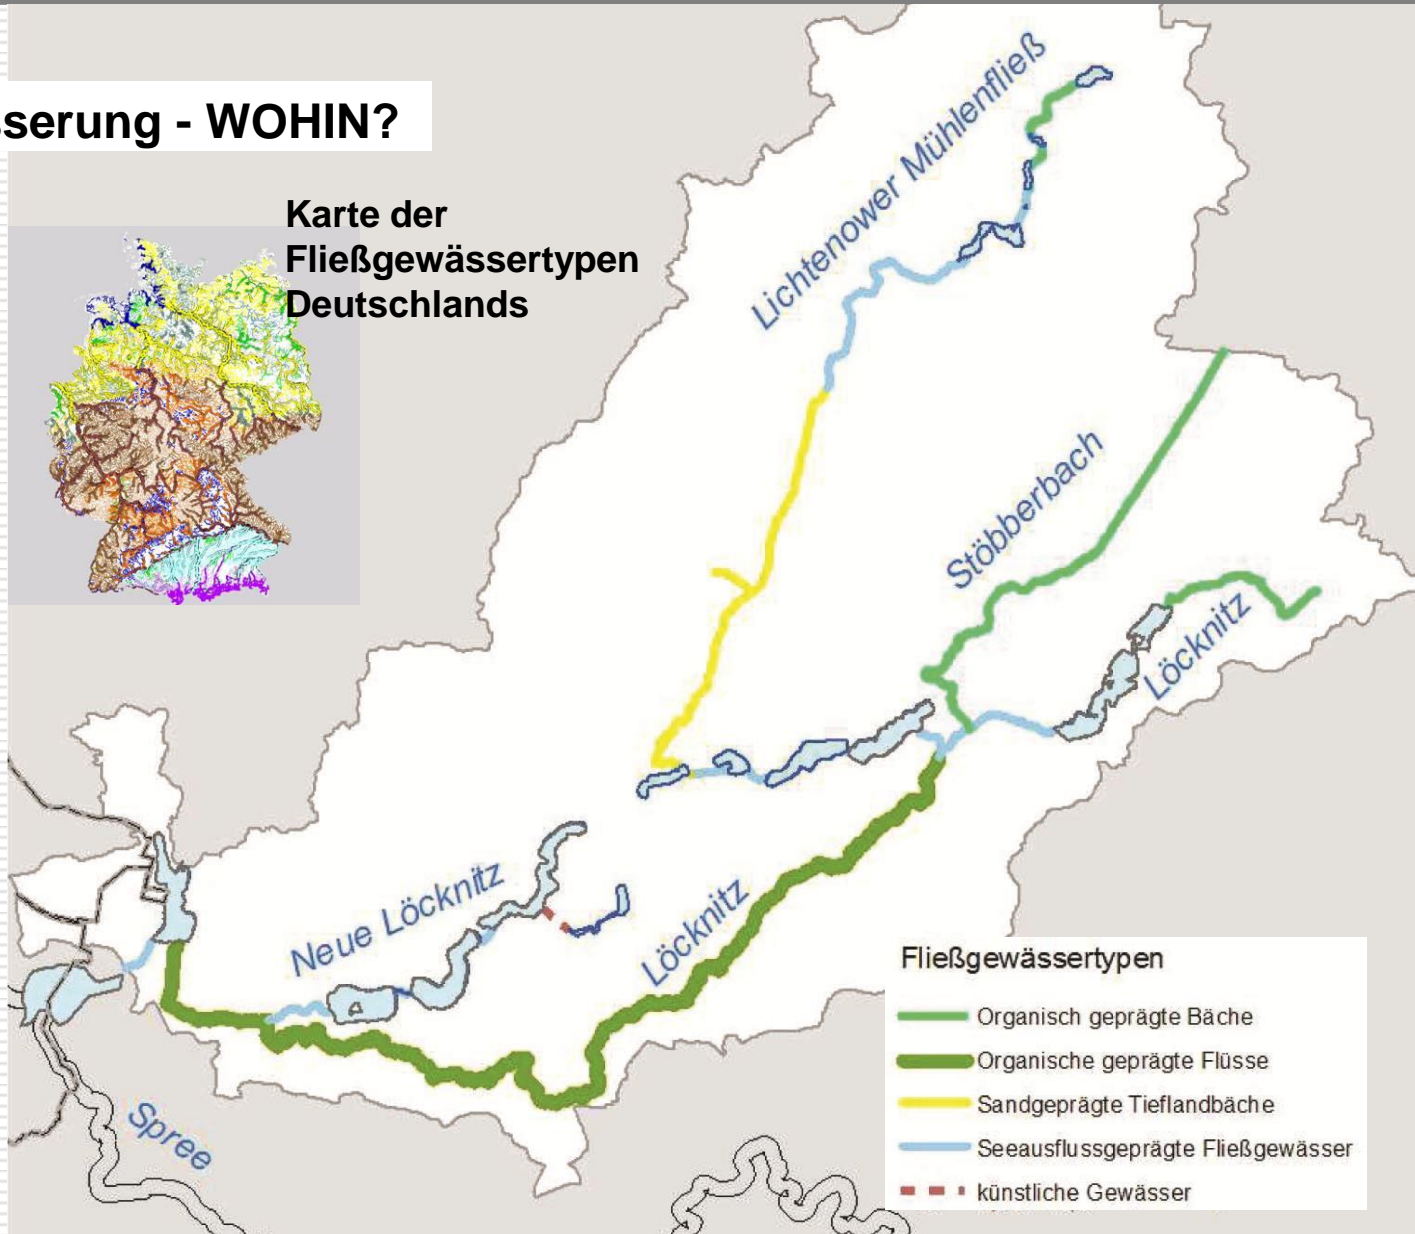 sserung - WOHIN?
Karte der
Fließgewässertypen
Deutschlands
Lichtenower Mühlenfließ
Stöbberbach
Löcknitz
Neue Löcknitz
Löcknitz
Spree
Fließgewässertypen
Organisch geprägte Bäche
Organische geprägte Flüsse
Sandgeprägte Tieflandbäche
Seeausflussgeprägte Fließgewässer
künstliche Gewässer